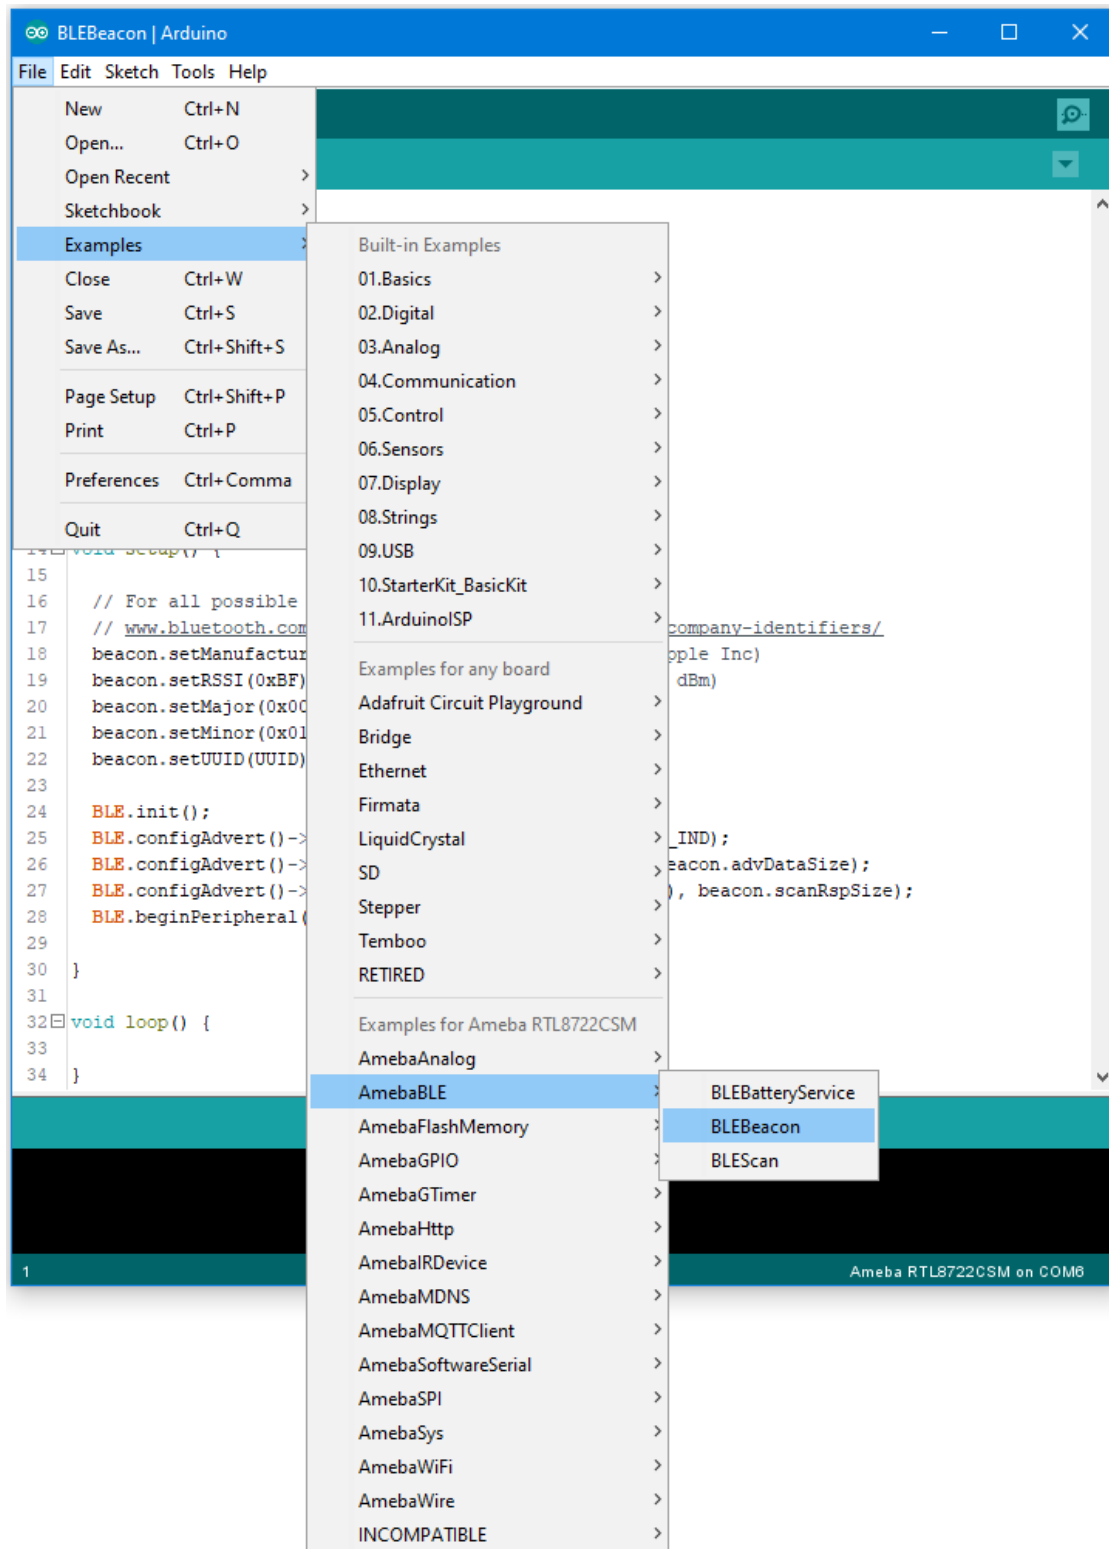 BLEBeacon | Arduino
File Edit Sketch Tools Help
New Ctrl+N
Open... Ctrl+O
Open Recent
Sketchbook
Examples
Close Ctrl+W
Save Ctrl+S
Save As... Ctrl+Shift+S
Page Setup Ctrl+Shift+P
Print Ctrl+P
Preferences Ctrl+Comma
Quit Ctrl+Q
Built-in Examples
01.Basics
02.Digital
03.Analog
04.Communication
05.Control
06.Sensors
07.Display
08.Strings
09.USB
10.StarterKit_BasicKit
11.ArduinoISP
Examples for any board
Adafruit Circuit Playground
Bridge
Ethernet
Firmata
LiquidCrystal
SD
Stepper
Temboo
RETIRED
Examples for Ameba RTL8722CSM
AmebaAnalog
AmebaBLE
AmebaFlashMemory
AmebaGPIO
AmebaGTimer
AmebaHttp
AmebaIRDevice
AmebaMDNS
AmebaMQTTClient
AmebaSoftwareSerial
AmebaSPI
AmebaSys
AmebaWiFi
AmebaWire
INCOMPATIBLE
BLEBatteryService
BLEBeacon
BLEScan
14 void setup() {
15
16 // For all possible
17 // www.bluetooth.com company-identifiers/
18 beacon.setManufactur pple Inc)
19 beacon.setRSSI(0xBF) dBm)
20 beacon.setMajor(0x00
21 beacon.setMinor(0x01
22 beacon.setUUID(UUID)
23
24 BLE.init();
25 BLE.configAdvert()-> _IND);
26 BLE.configAdvert()-> eacon.advDataSize);
27 BLE.configAdvert()-> ), beacon.scanRspSize);
28 BLE.beginPeripheral(
29
30 }
31
32 void loop() {
33
34 }
1 Ameba RTL8722CSM on COM6